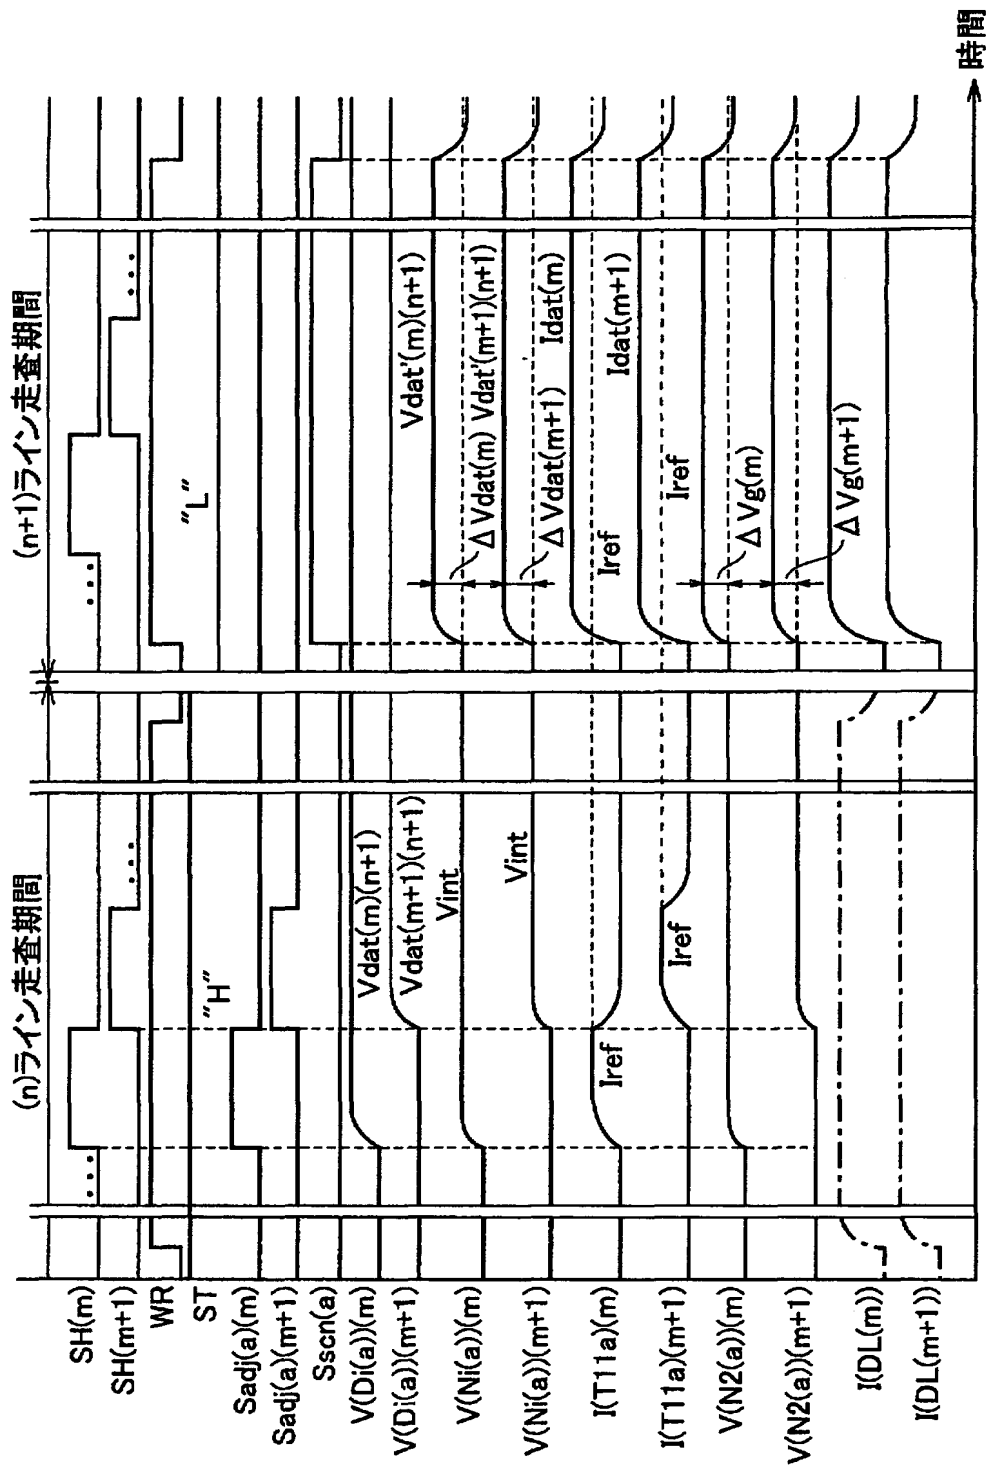 (n)ライン走査期間
(n+1)ライン走査期間
SH(m)
...
...
SH(m+1)
...
...
WR
ST
"H"
"L"
Sadj(a)(m)
Sadj(a)(m+1)
Sscn(a)
V(Di(a))(m)
Vdat(m)(n+1)
V(Di(a))(m+1)
Vdat(m+1)(n+1)
Vdat'(m)(n+1)
V(Ni(a))(m)
Vint
ΔVdat(m)
Vdat'(m+1)(n+1)
V(Ni(a))(m+1)
Vint
ΔVdat(m+1)
Idat(m)
I(T11a)(m)
Iref
Iref
Idat(m+1)
I(T11a)(m+1)
Iref
Iref
V(N2(a))(m)
ΔVg(m)
V(N2(a))(m+1)
ΔVg(m+1)
I(DL(m))
I(DL(m+1))
時間